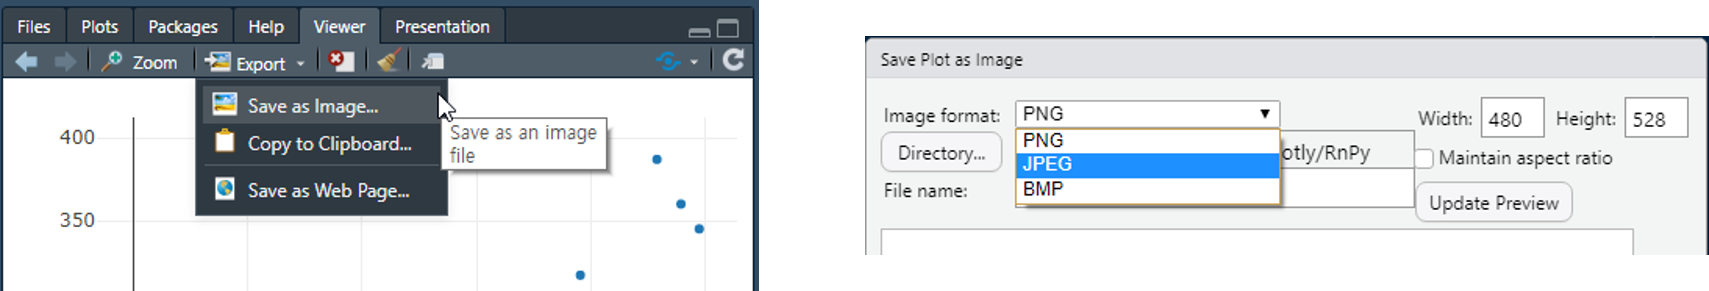 Files Plots Packages Help Viewer Presentation
Zoom Export
Save as Image...
Copy to Clipboard...
Save as Web Page...
Save as an image
file
400
350
Save Plot as Image
Image format: PNG Width: 480 Height: 528
PNG
JPEG
BMP
Directory... otly/RnPy Maintain aspect ratio
File name: Update Preview